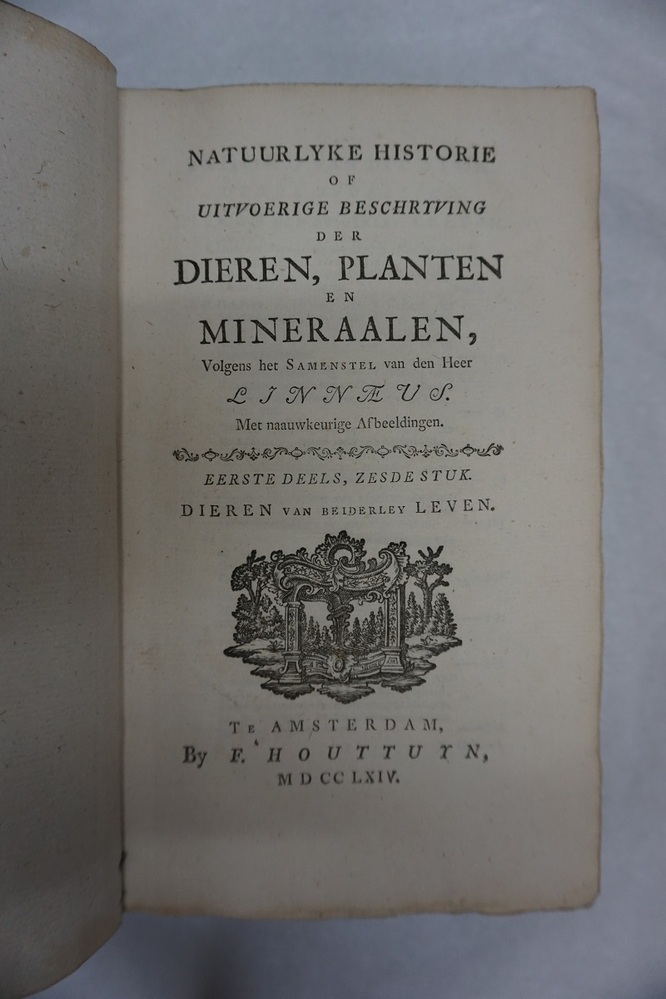 NATUURLYKE HISTORIE
OF
UITVOERIGE BESCHRYVING
DER
DIEREN, PLANTEN
EN
MINERAALEN,
Volgens het SAMENSTEL van den Heer
LINNÆUS.
Met naauwkeurige Afbeeldingen.
EERSTE DEELS, ZESDE STUK.
DIEREN VAN BEIDERLEY LEVEN.
TE AMSTERDAM,
By F. HOUTTUYN,
MDCCLXIV.